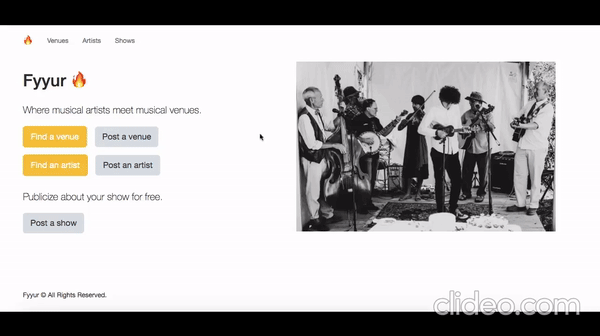 Venues Artists Shows
Fyyur 🔥
Where musical artists meet musical venues.
Find a venue Post a venue
Find an artist Post an artist
Publicize about your show for free.
Post a show
Fyyur © All Rights Reserved.
clideo.com